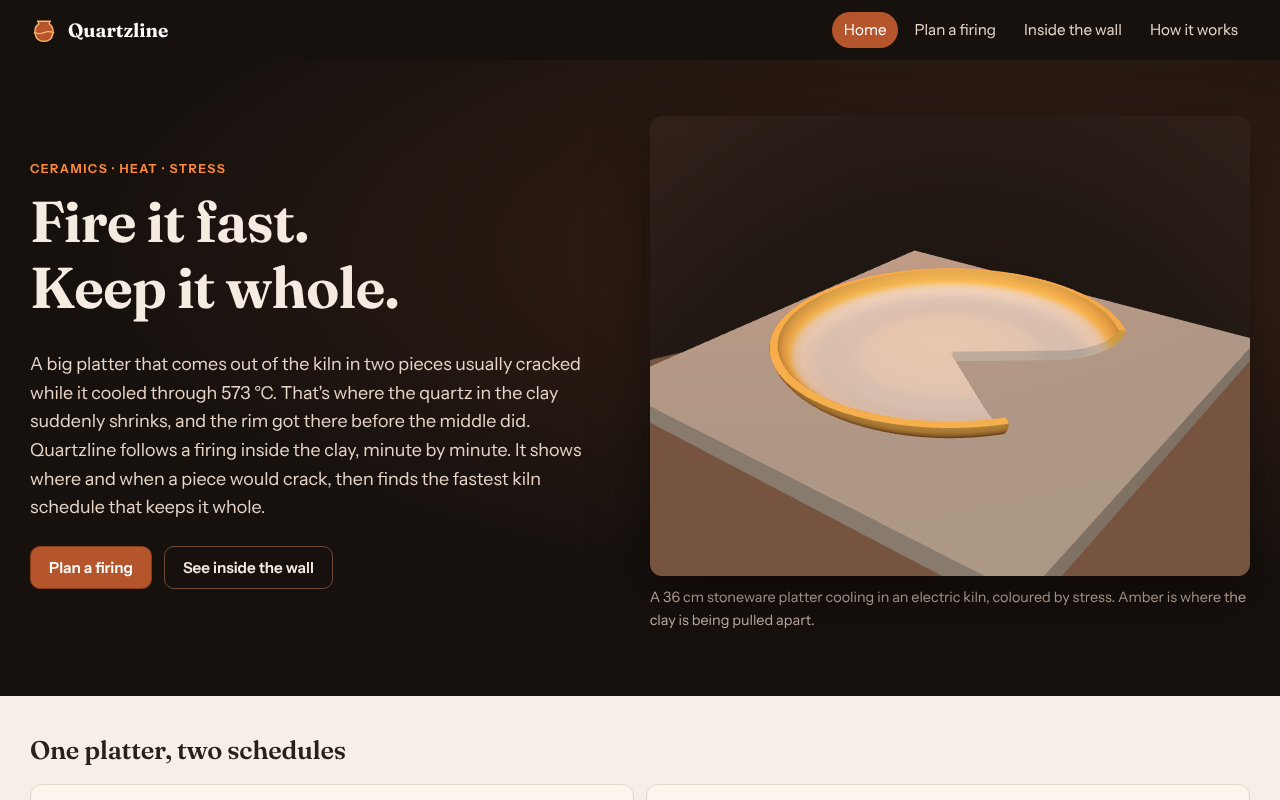 Quartzline
Home
Plan a firing
Inside the wall
How it works
CERAMICS · HEAT · STRESS
Fire it fast.
Keep it whole.
A big platter that comes out of the kiln in two pieces usually cracked
while it cooled through 573 °C. That's where the quartz in the clay
suddenly shrinks, and the rim got there before the middle did.
Quartzline follows a firing inside the clay, minute by minute. It shows
where and when a piece would crack, then finds the fastest kiln
schedule that keeps it whole.
Plan a firing
See inside the wall
A 36 cm stoneware platter cooling in an electric kiln, coloured by stress. Amber is where the
clay is being pulled apart.
One platter, two schedules